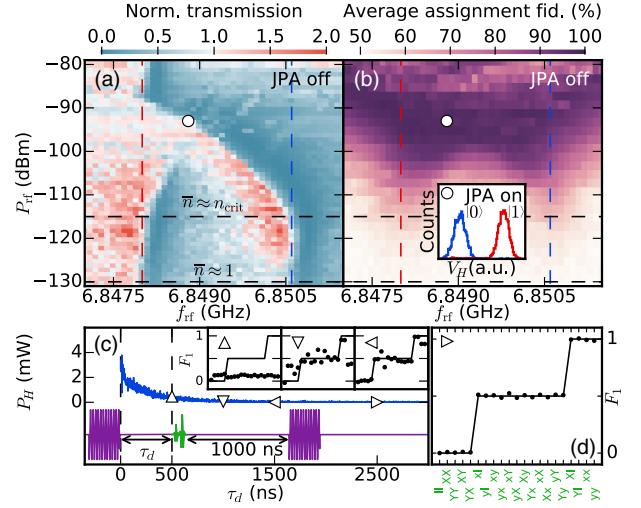 Norm. transmission
0.0 0.5 1.0 1.5 2.0
Average assignment fid. (%)
50 60 70 80 90 100
(a) JPA off
(b) JPA off
P_rf (dBm)
−80
−90
−100
−110
−120
−130
n̄ ≈ n_crit
n̄ ≈ 1
6.8475 6.8490 6.8505
f_rf (GHz)
JPA on
|0⟩ |1⟩
Counts
V_H (a.u.)
6.8475 6.8490 6.8505
f_rf (GHz)
(c)
P_H (mW)
4
2
0
F_1
1
0
τ_d
1000 ns
0 500 1000 1500 2500
τ_d (ns)
(d)
F_1
1
0